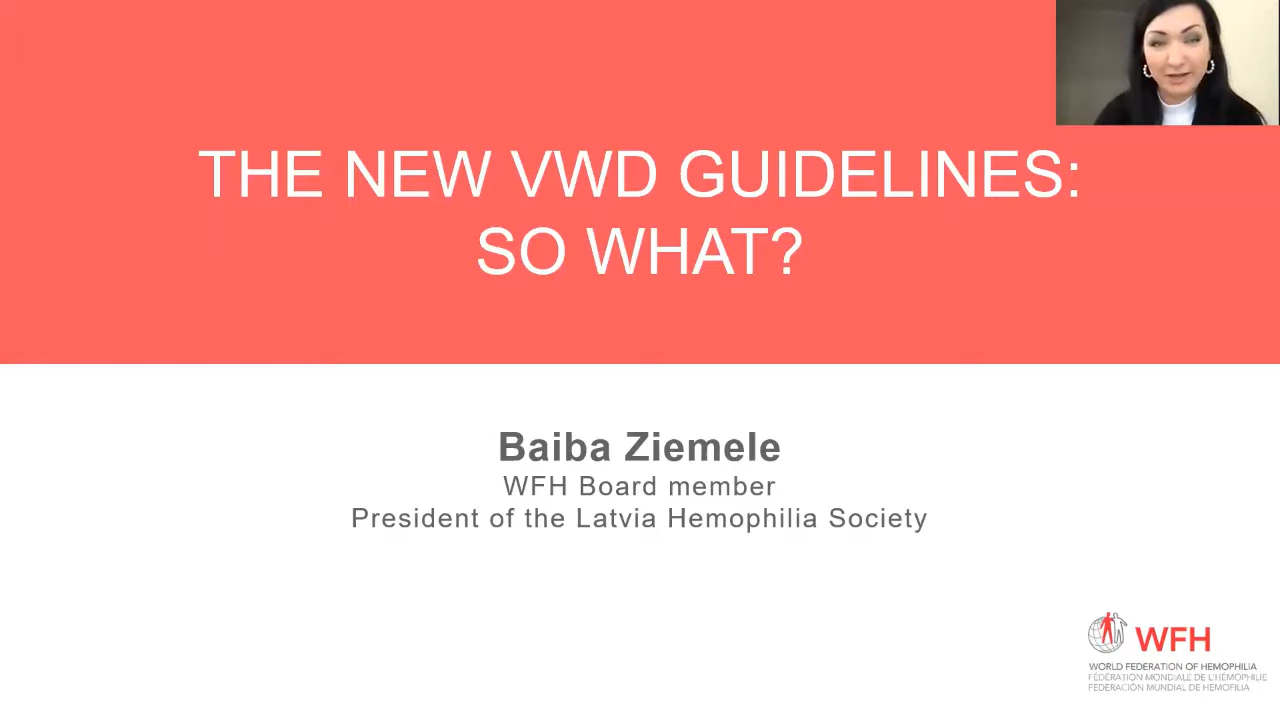 THE NEW VWD GUIDELINES:
SO WHAT?
Baiba Ziemele
WFH Board member
President of the Latvia Hemophilia Society
WFH
WORLD FEDERATION OF HEMOPHILIA
FÉDÉRATION MONDIALE DE L'HÉMOPHILIE
FEDERACIÓN MUNDIAL DE HEMOFILIA